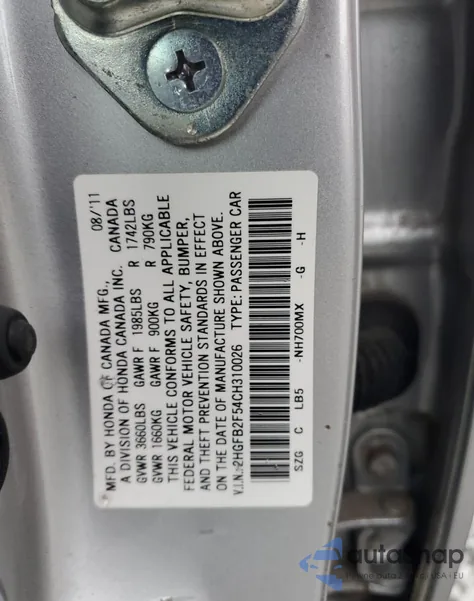 MFD. BY HONDA OF CANADA MFG., 08/11
A DIVISION OF HONDA CANADA INC. CANADA
GVWR 3660LBS GAWR F 1985LBS R 1742LBS
GVWR 1660KG GAWR F 900KG R 790KG
THIS VEHICLE CONFORMS TO ALL APPLICABLE
FEDERAL MOTOR VEHICLE SAFETY, BUMPER,
AND THEFT PREVENTION STANDARDS IN EFFECT
ON THE DATE OF MANUFACTURE SHOWN ABOVE.
V.I.N.: 2HGFB2F54CH310026 TYPE: PASSENGER CAR
SZG C LB5 -NH700MX -G -H
autosnap